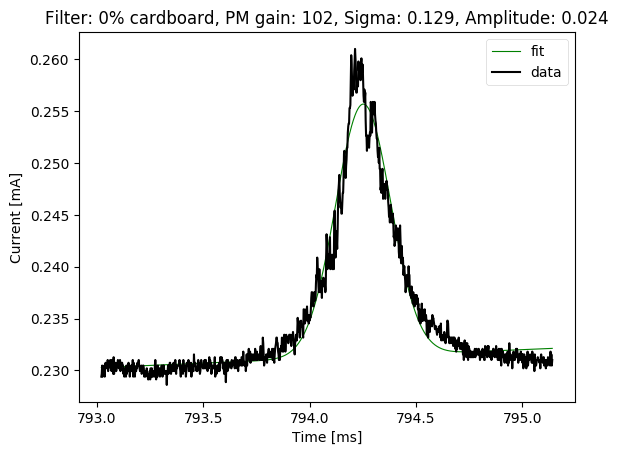 Filter: 0% cardboard, PM gain: 102, Sigma: 0.129, Amplitude: 0.024
fit
data
0.260
0.255
0.250
0.245
0.240
0.235
0.230
Current [mA]
793.0
793.5
794.0
794.5
795.0
Time [ms]